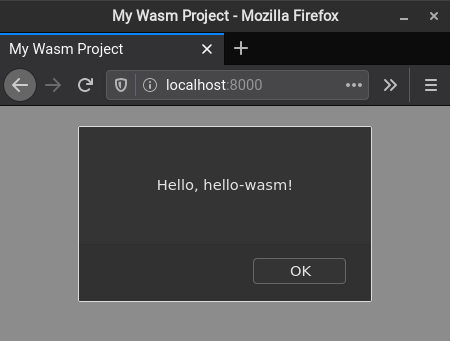 My Wasm Project - Mozilla Firefox
My Wasm Project
localhost:8000
Hello, hello-wasm!
OK